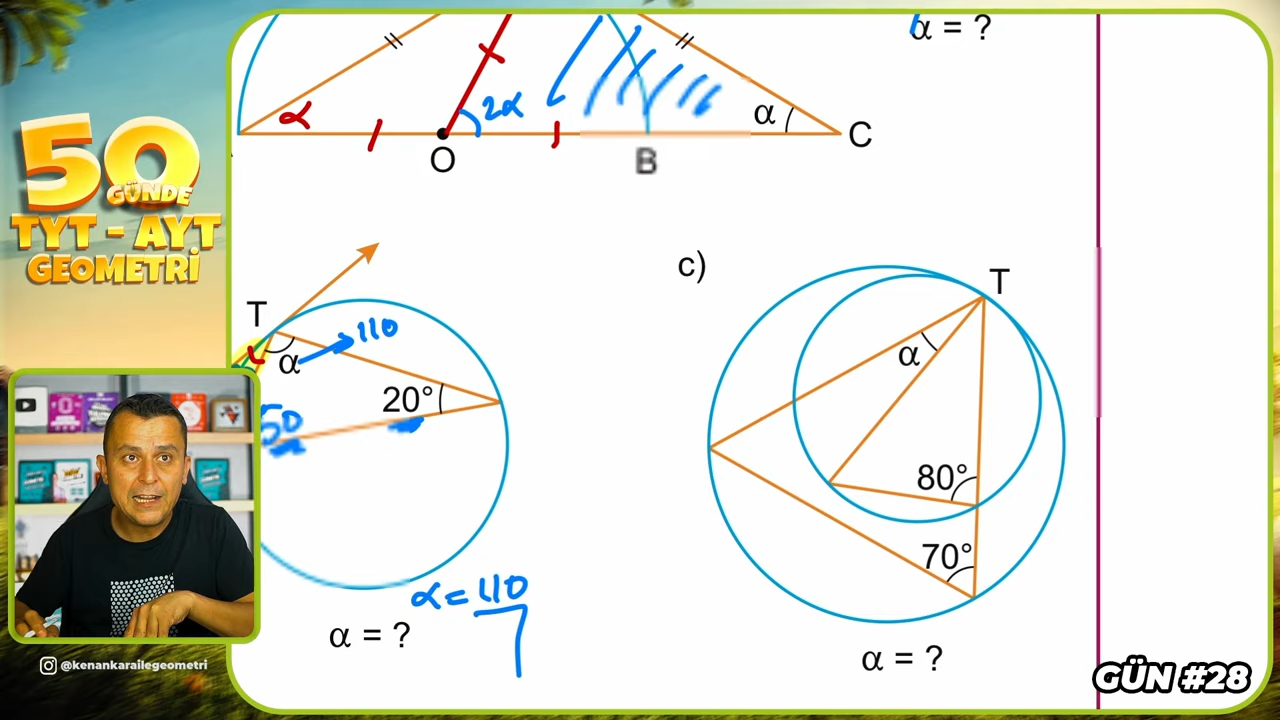 50
GÜNDE
TYT - AYT
GEOMETRİ
α = ?
α
2α
α
O
B
C
T
α
110
20°
50
α = 110
α = ?
c)
T
α
80°
70°
α = ?
@kenankarailegeometri
GÜN #28